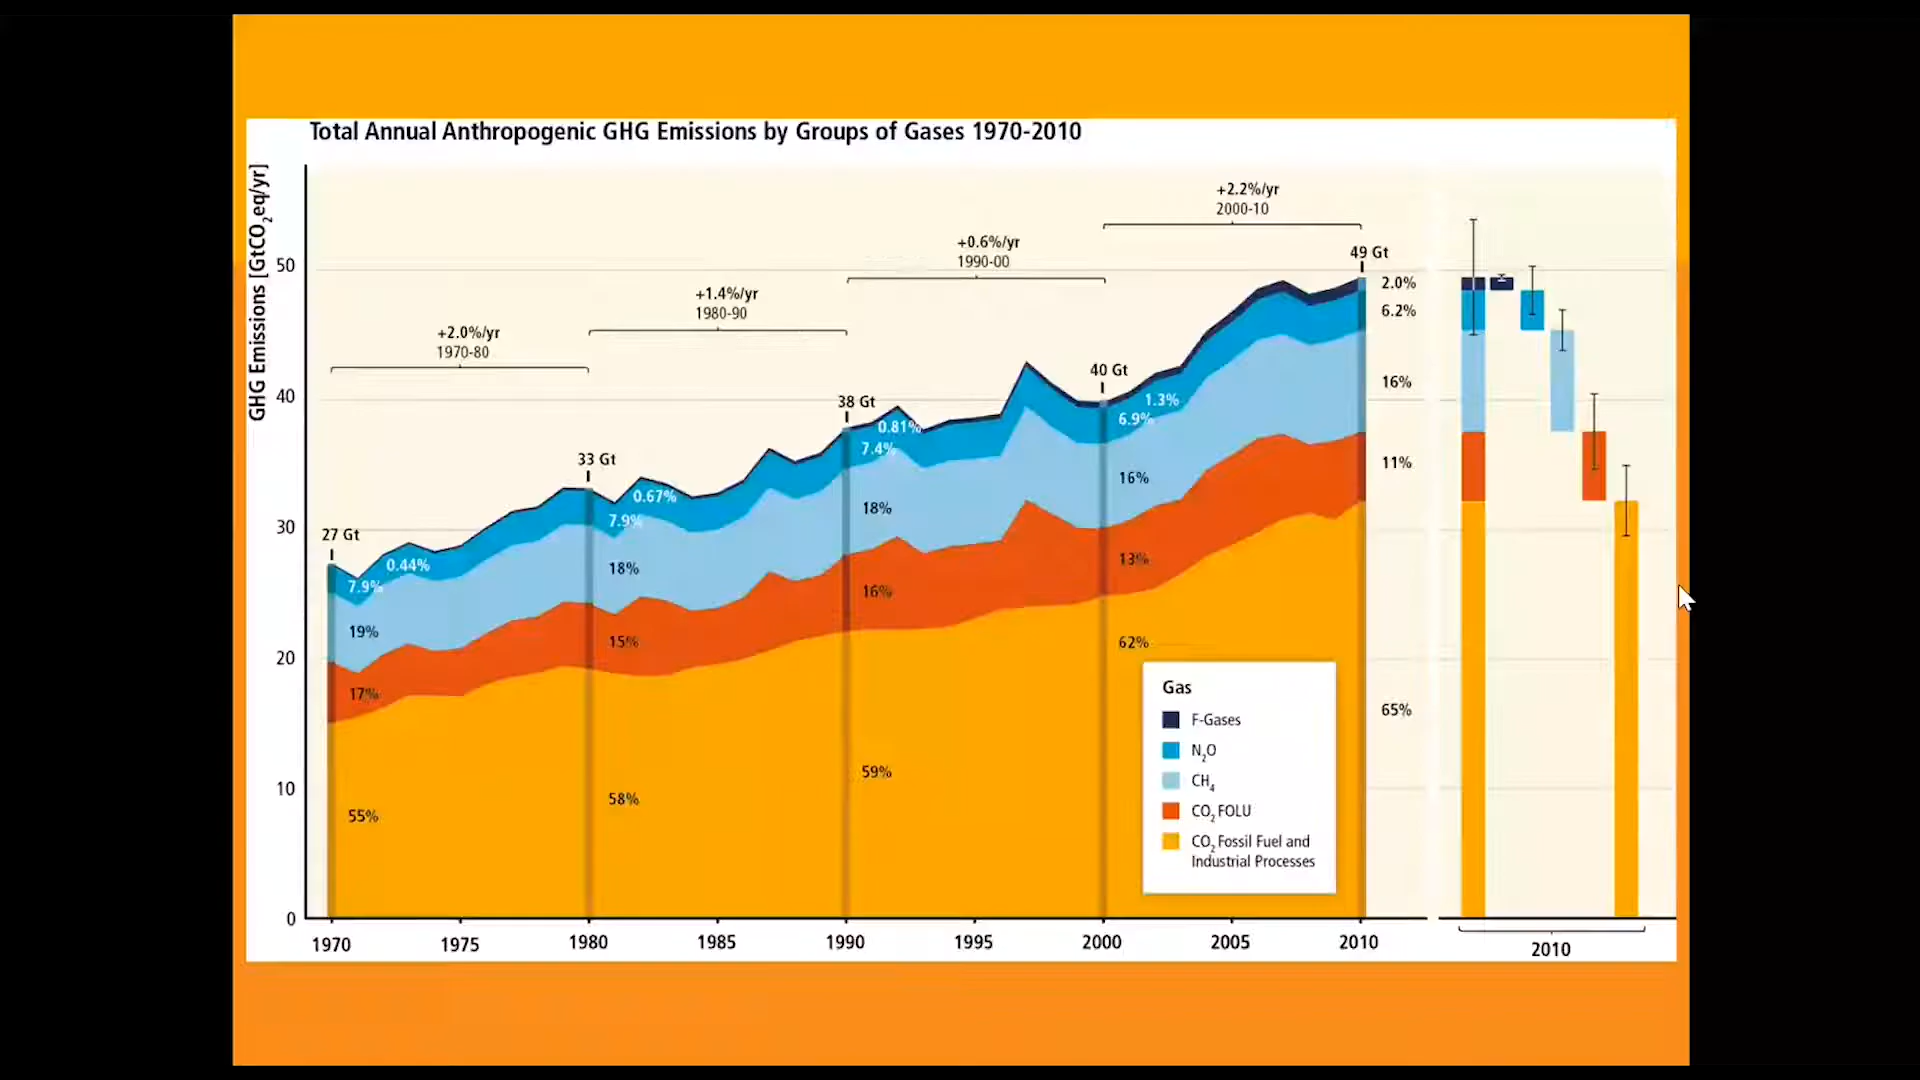 Total Annual Anthropogenic GHG Emissions by Groups of Gases 1970-2010
GHG Emissions [GtCO2eq/yr]
+2.2%/yr
2000-10
+0.6%/yr
1990-00
+1.4%/yr
1980-90
+2.0%/yr
1970-80
49 Gt
40 Gt
38 Gt
33 Gt
27 Gt
50
40
30
20
10
0
7.9%
0.44%
19%
17%
55%
0.67%
7.9%
18%
15%
58%
0.81%
7.4%
18%
16%
59%
1.3%
6.9%
16%
13%
62%
2.0%
6.2%
16%
11%
65%
Gas
F-Gases
N2O
CH4
CO2 FOLU
CO2 Fossil Fuel and
Industrial Processes
1970
1975
1980
1985
1990
1995
2000
2005
2010
2010